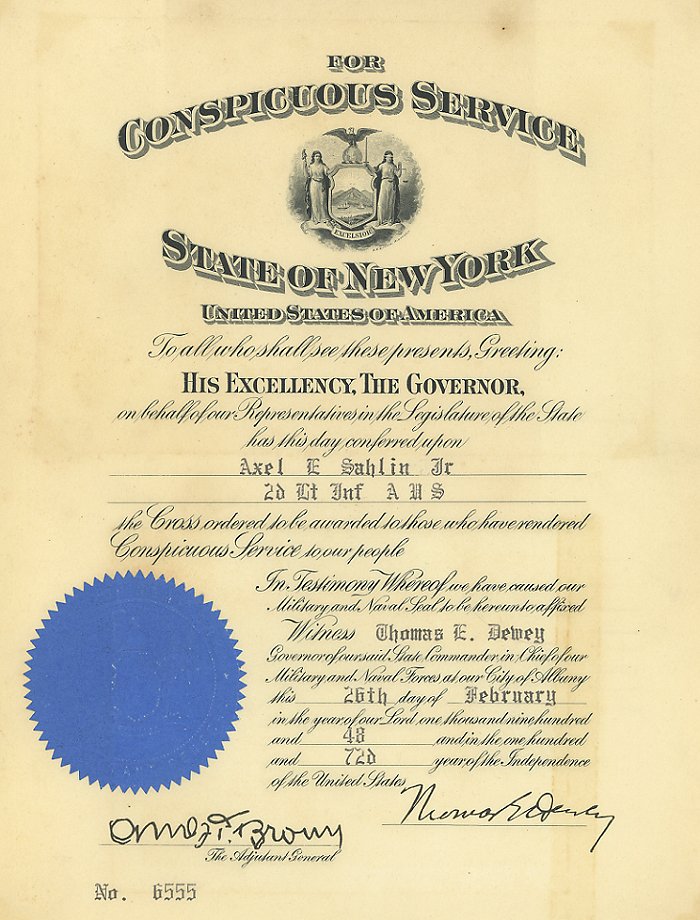 FOR
CONSPICUOUS SERVICE
EXCELSIOR
STATE OF NEW YORK
UNITED STATES OF AMERICA
To all who shall see these presents, Greeting:
HIS EXCELLENCY, THE GOVERNOR,
on behalf of our Representatives, in the Legislature, of the State
has this day conferred upon
Axel E Sahlin Jr
2d Lt Inf A U S
the Cross, ordered to be awarded to those who have rendered
Conspicuous Service to our people
In Testimony Whereof, we have caused our
Military and Naval Seal to be hereunto affixed
Witness Thomas E. Dewey
Governor of our said State, Commander in Chief of our
Military and Naval Forces at our City of Albany
this 26th day of February
in the year of our Lord one thousand nine hundred
and 48 and in the one hundred
and 72d year of the Independence
of the United States
Thomas E Dewey
The Adjutant General
No. 6555